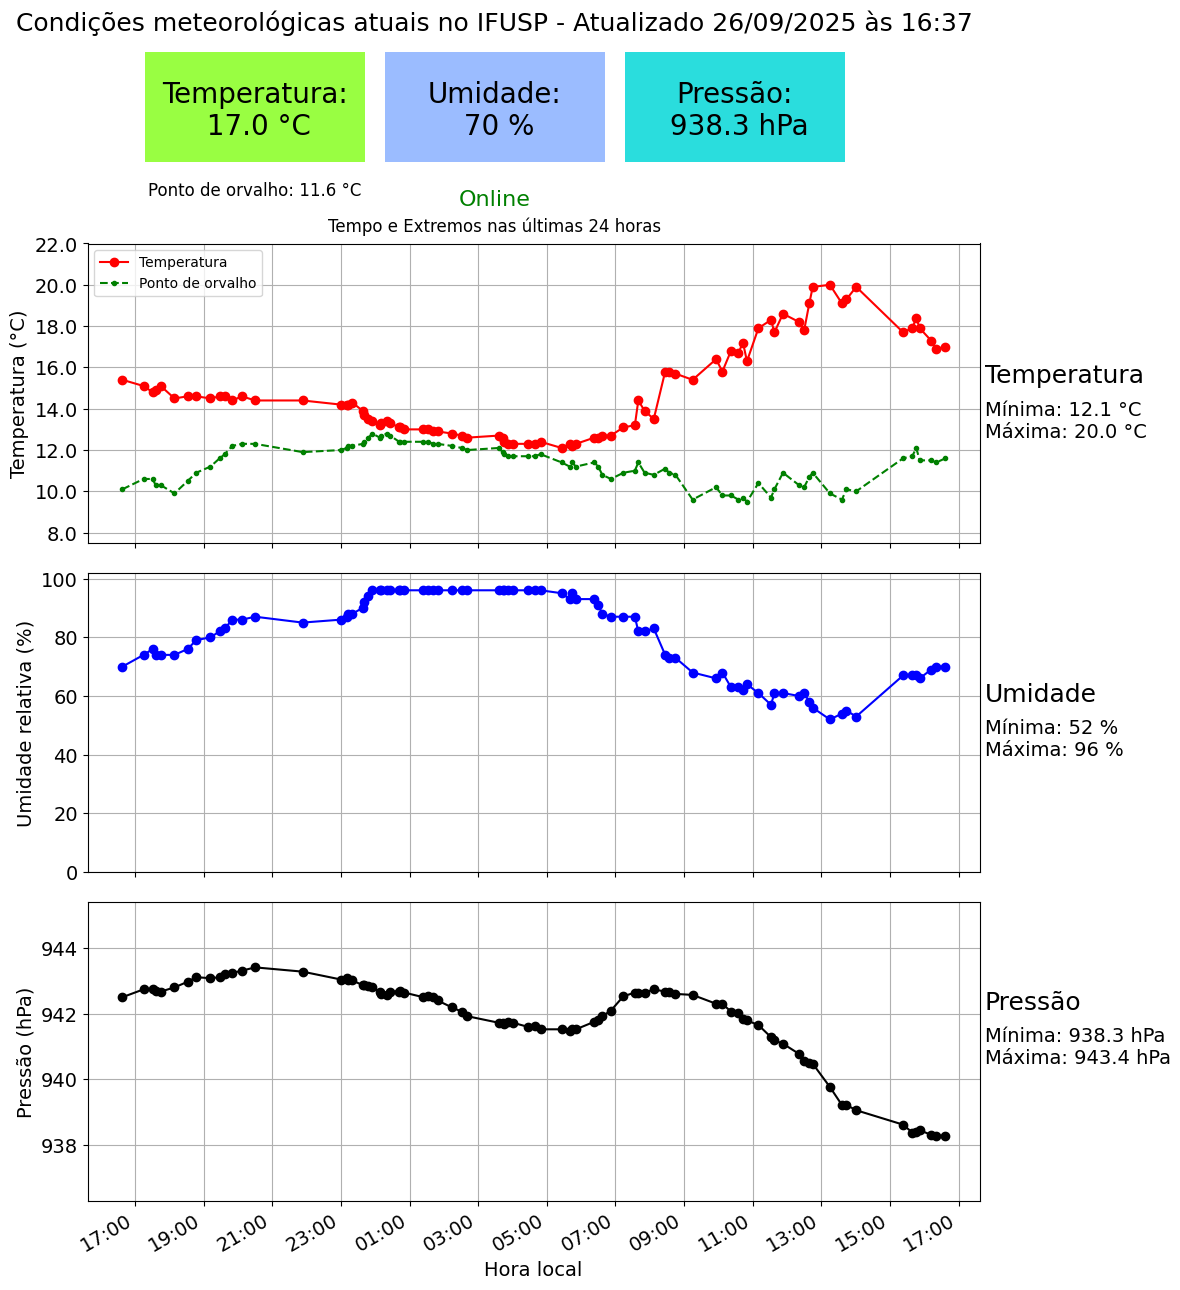 Condições meteorológicas atuais no IFUSP - Atualizado 26/09/2025 às 16:37
Temperatura:
17.0 °C
Umidade:
70 %
Pressão:
938.3 hPa
Ponto de orvalho: 11.6 °C
Online
Tempo e Extremos nas últimas 24 horas
Temperatura (°C)
22.0
20.0
18.0
16.0
14.0
12.0
10.0
8.0
Temperatura
Ponto de orvalho
Temperatura
Mínima: 12.1 °C
Máxima: 20.0 °C
Umidade relativa (%)
100
80
60
40
20
0
Umidade
Mínima: 52 %
Máxima: 96 %
Pressão (hPa)
944
942
940
938
Pressão
Mínima: 938.3 hPa
Máxima: 943.4 hPa
17:00 19:00 21:00 23:00 01:00 03:00 05:00 07:00 09:00 11:00 13:00 15:00 17:00
Hora local